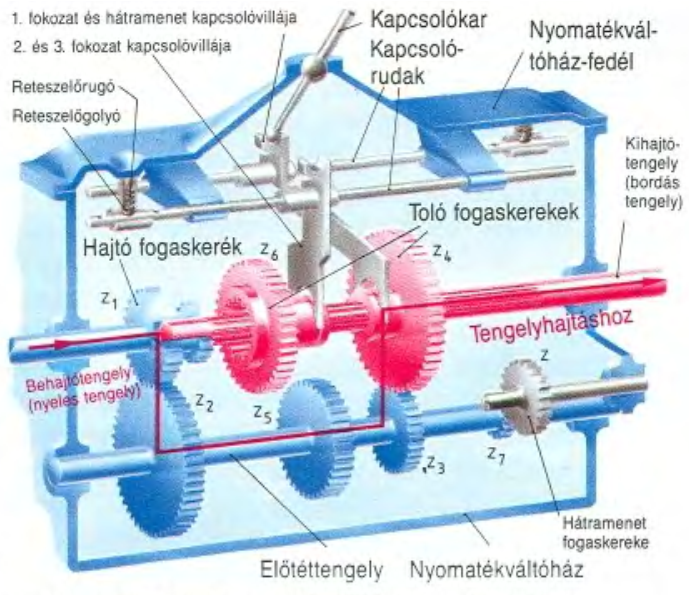 1. fokozat és hátramenet kapcsolóvillája
2. és 3. fokozat kapcsolóvillája
Kapcsolókar
Kapcsoló-
rudak
Nyomatékvál-
tóház-fedél
Reteszelőrugó
Reteszelőgolyó
Kihajtó-
tengely
(bordás
tengely)
Toló fogaskerekek
Hajtó fogaskerék
z6
z4
z1
Tengelyhajtáshoz
Behajtótengely
(nyeles tengely)
z2
z5
z
z3
z7
Hátramenet
fogaskereke
Előtéttengely
Nyomatékváltóház